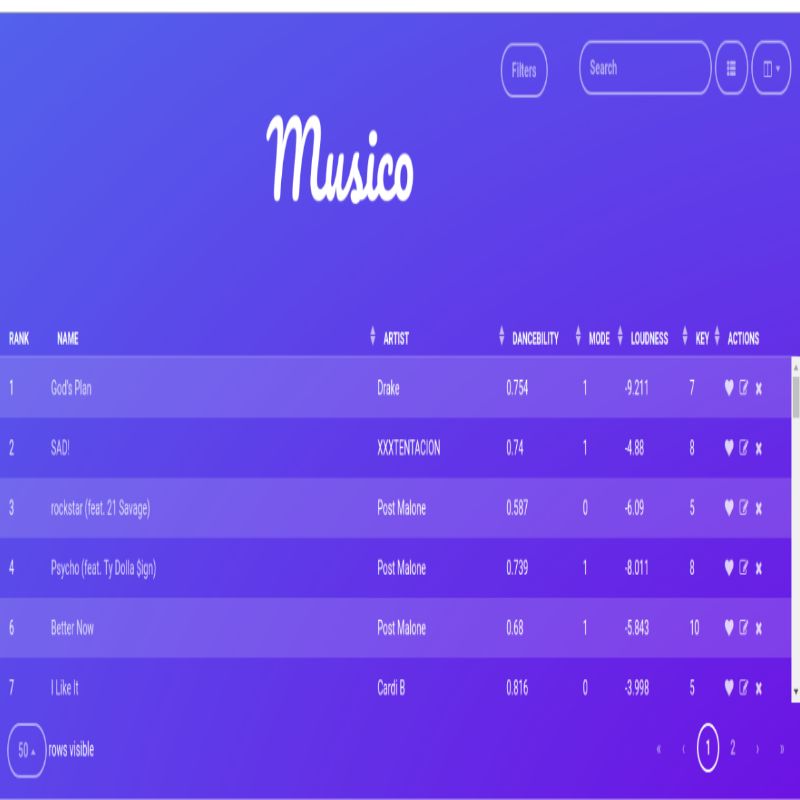 Filters Search
Musico
RANK NAME ARTIST DANCEBILITY MODE LOUDNESS KEY ACTIONS
1 God's Plan Drake 0.754 1 -9.211 7
2 SAD! XXXTENTACION 0.74 1 -4.88 8
3 rockstar (feat. 21 Savage) Post Malone 0.587 0 -6.09 5
4 Psycho (feat. Ty Dolla $ign) Post Malone 0.739 1 -8.011 8
6 Better Now Post Malone 0.68 1 -5.843 10
7 I Like It Cardi B 0.816 0 -3.998 5
50 rows visible « ‹ 1 2 › »